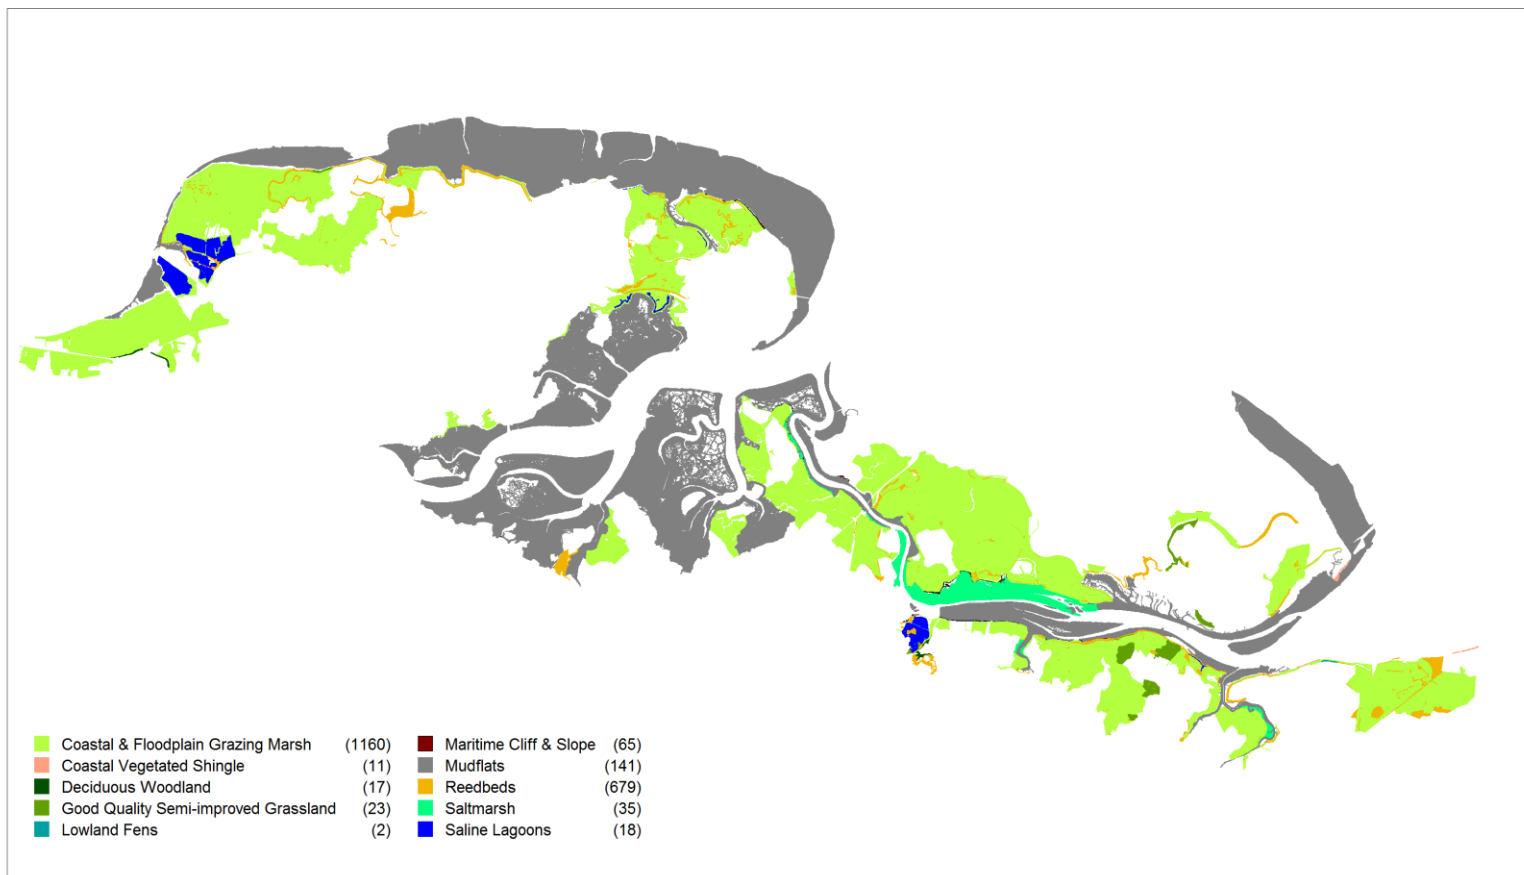 Coastal & Floodplain Grazing Marsh (1160)
Coastal Vegetated Shingle (11)
Deciduous Woodland (17)
Good Quality Semi-improved Grassland (23)
Lowland Fens (2)
Maritime Cliff & Slope (65)
Mudflats (141)
Reedbeds (679)
Saltmarsh (35)
Saline Lagoons (18)